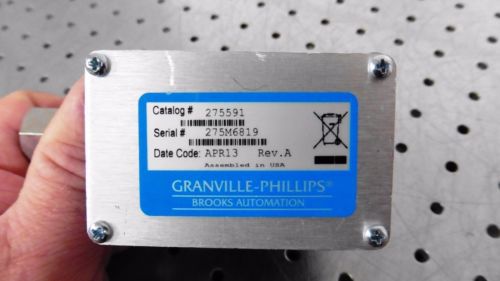 Catalog # 275591
Serial # 275M6819
Date Code: APR13 Rev.A
Assembled in USA
GRANVILLE-PHILLIPS®
BROOKS AUTOMATION